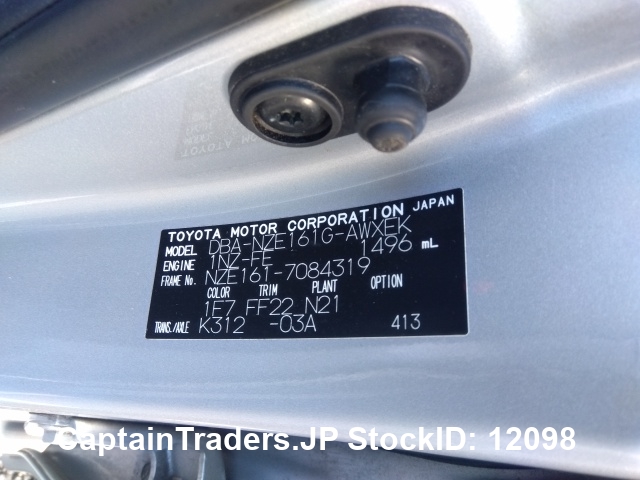 TOYOTA MOTOR CORPORATION JAPAN
MODEL DBA-NZE161G-AWXEK
ENGINE 1NZ-FE 1496 mL
FRAME No. NZE161-7084319
COLOR TRIM PLANT OPTION
1E7 FF22 N21
TRANS./AXLE K312 -03A 413
CaptainTraders.JP StockID: 12098